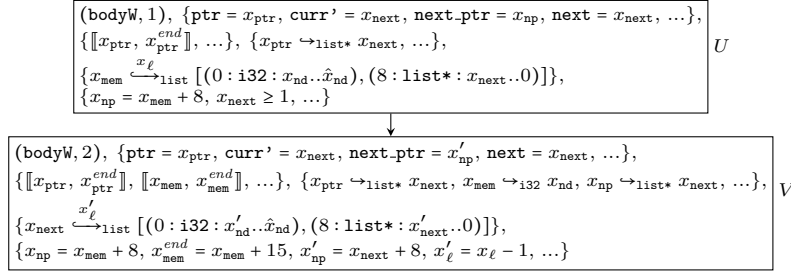 (bodyW, 1), {ptr = x_ptr, curr' = x_next, next_ptr = x_np, next = x_next, ...},
{⟦x_ptr, x_ptr^end⟧, ...}, {x_ptr ↪_list* x_next, ...},
{x_mem ↪_list^{x_ℓ} [(0 : i32 : x_nd..x̂_nd), (8 : list* : x_next..0)]},
{x_np = x_mem + 8, x_next ≥ 1, ...}
U
(bodyW, 2), {ptr = x_ptr, curr' = x_next, next_ptr = x'_np, next = x_next, ...},
{⟦x_ptr, x_ptr^end⟧, ⟦x_mem, x_mem^end⟧, ...}, {x_ptr ↪_list* x_next, x_mem ↪_i32 x_nd, x_np ↪_list* x_next, ...},
{x_next ↪_list^{x'_ℓ} [(0 : i32 : x'_nd..x̂_nd), (8 : list* : x'_next..0)]},
{x_np = x_mem + 8, x_mem^end = x_mem + 15, x'_np = x_next + 8, x'_ℓ = x_ℓ − 1, ...}
V